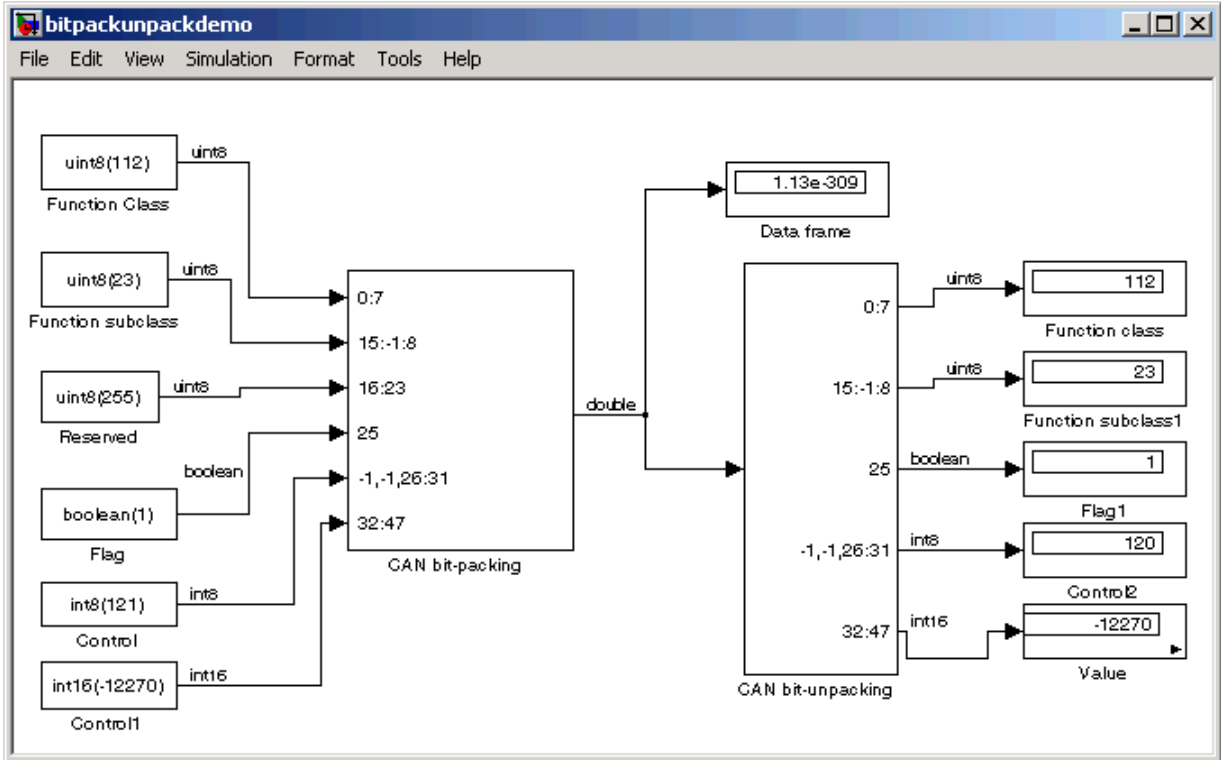 bitpackunpackdemo
File Edit View Simulation Format Tools Help
uint8(112)
uint8
Function Class
uint8(23)
uint8
Function subclass
uint8(255)
uint8
Reserved
boolean
boolean(1)
Flag
int8(121)
int8
Control
int16(-12270)
int16
Control1
0:7
15:-1:8
16:23
25
-1,-1,26:31
32:47
CAN bit-packing
double
1.13e-309
Data frame
0:7
15:-1:8
25
-1,-1,26:31
32:47
CAN bit-unpacking
uint8
112
Function class
uint8
23
Function subclass1
boolean
1
Flag1
int8
120
Control2
int16
-12270
Value